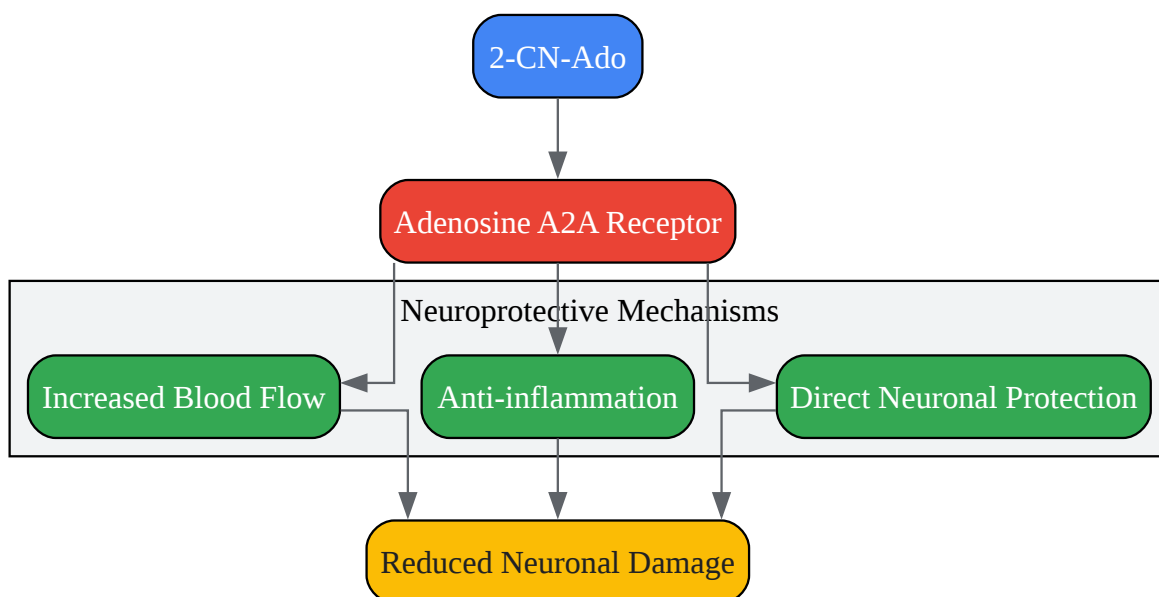 2-CN-Ado
Adenosine A2A Receptor
Neuroprotective Mechanisms
Increased Blood Flow
Anti-inflammation
Direct Neuronal Protection
Reduced Neuronal Damage